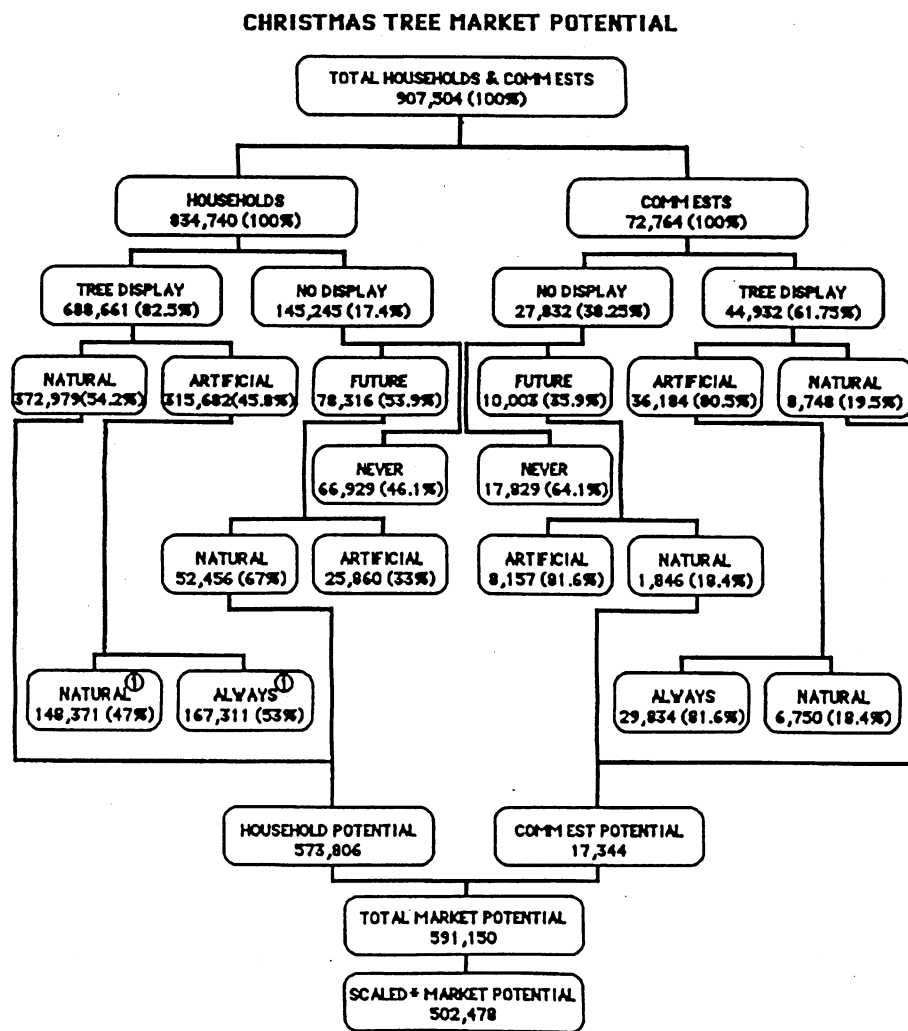 CHRISTMAS TREE MARKET POTENTIAL
TOTAL HOUSEHOLDS & COMM ESTS
907,504 (100%)
HOUSEHOLDS
834,740 (100%)
COMM ESTS
72,764 (100%)
TREE DISPLAY
688,661 (82.5%)
NO DISPLAY
145,245 (17.4%)
NO DISPLAY
27,832 (38.25%)
TREE DISPLAY
44,932 (61.75%)
NATURAL
372,979(54.2%)
ARTIFICIAL
315,682(45.8%)
FUTURE
78,316 (53.9%)
FUTURE
10,003 (35.9%)
ARTIFICIAL
36,184 (80.5%)
NATURAL
8,748 (19.5%)
NEVER
66,929 (46.1%)
NEVER
17,829 (64.1%)
NATURAL
52,456 (67%)
ARTIFICIAL
25,860 (33%)
ARTIFICIAL
8,157 (81.6%)
NATURAL
1,846 (18.4%)
NATURAL①
148,371 (47%)
ALWAYS①
167,311 (53%)
ALWAYS
29,834 (81.6%)
NATURAL
6,750 (18.4%)
HOUSEHOLD POTENTIAL
573,806
COMM EST POTENTIAL
17,344
TOTAL MARKET POTENTIAL
591,150
SCALED* MARKET POTENTIAL
502,478